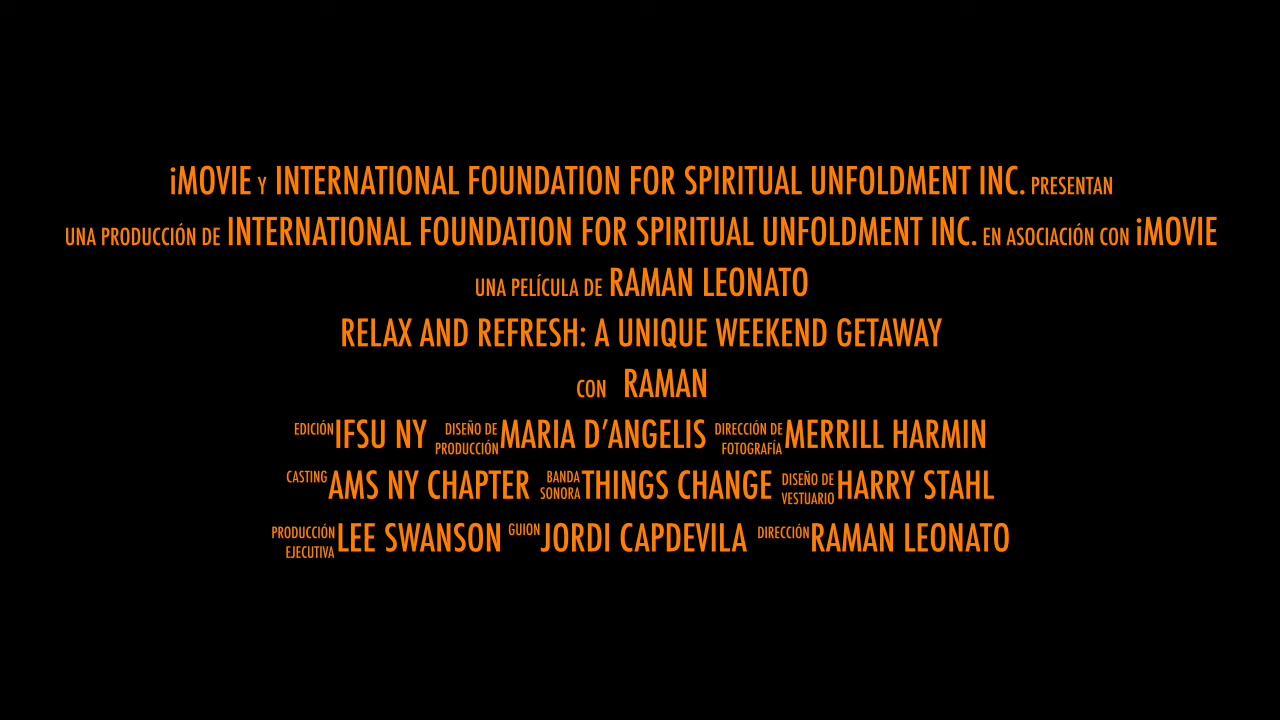 iMOVIE Y INTERNATIONAL FOUNDATION FOR SPIRITUAL UNFOLDMENT INC. PRESENTAN
UNA PRODUCCIÓN DE INTERNATIONAL FOUNDATION FOR SPIRITUAL UNFOLDMENT INC. EN ASOCIACIÓN CON iMOVIE
UNA PELÍCULA DE RAMAN LEONATO
RELAX AND REFRESH: A UNIQUE WEEKEND GETAWAY
CON RAMAN
EDICIÓN IFSU NY DISEÑO DE PRODUCCIÓN MARIA D’ANGELIS DIRECCIÓN DE FOTOGRAFÍA MERRILL HARMIN
CASTING AMS NY CHAPTER BANDA SONORA THINGS CHANGE DISEÑO DE VESTUARIO HARRY STAHL
PRODUCCIÓN EJECUTIVA LEE SWANSON GUION JORDI CAPDEVILA DIRECCIÓN RAMAN LEONATO